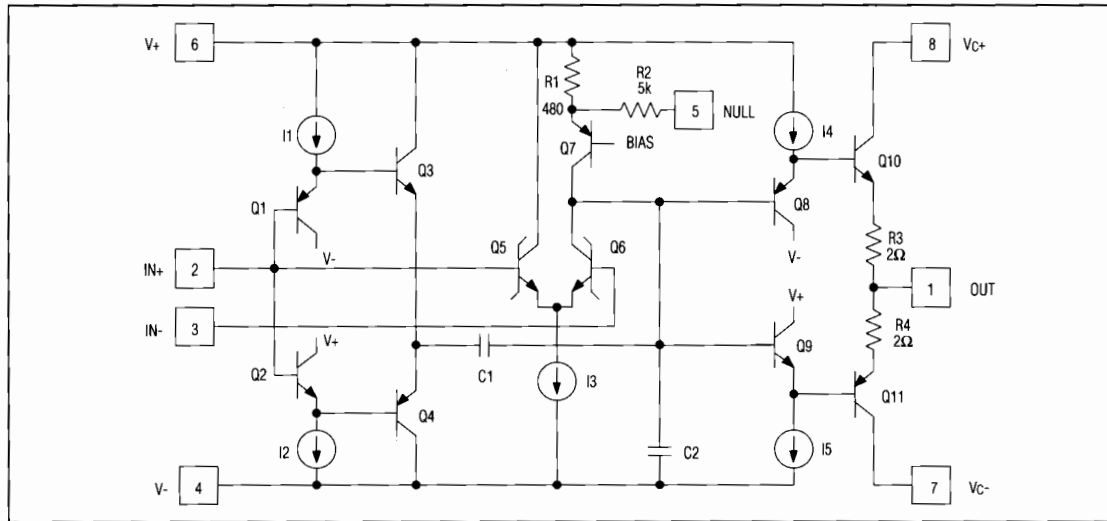 V+ 6
8 VC+
R1
R2
5k
480
5 NULL
I1
I4
Q7 BIAS
Q3
Q10
Q8
Q1
V-
Q5 Q6
R3
2Ω
V-
IN+ 2
1 OUT
IN- 3
V+
R4
2Ω
V+
Q9
C1
Q2
I3
Q11
Q4
I2
C2
I5
V- 4
7 VC-